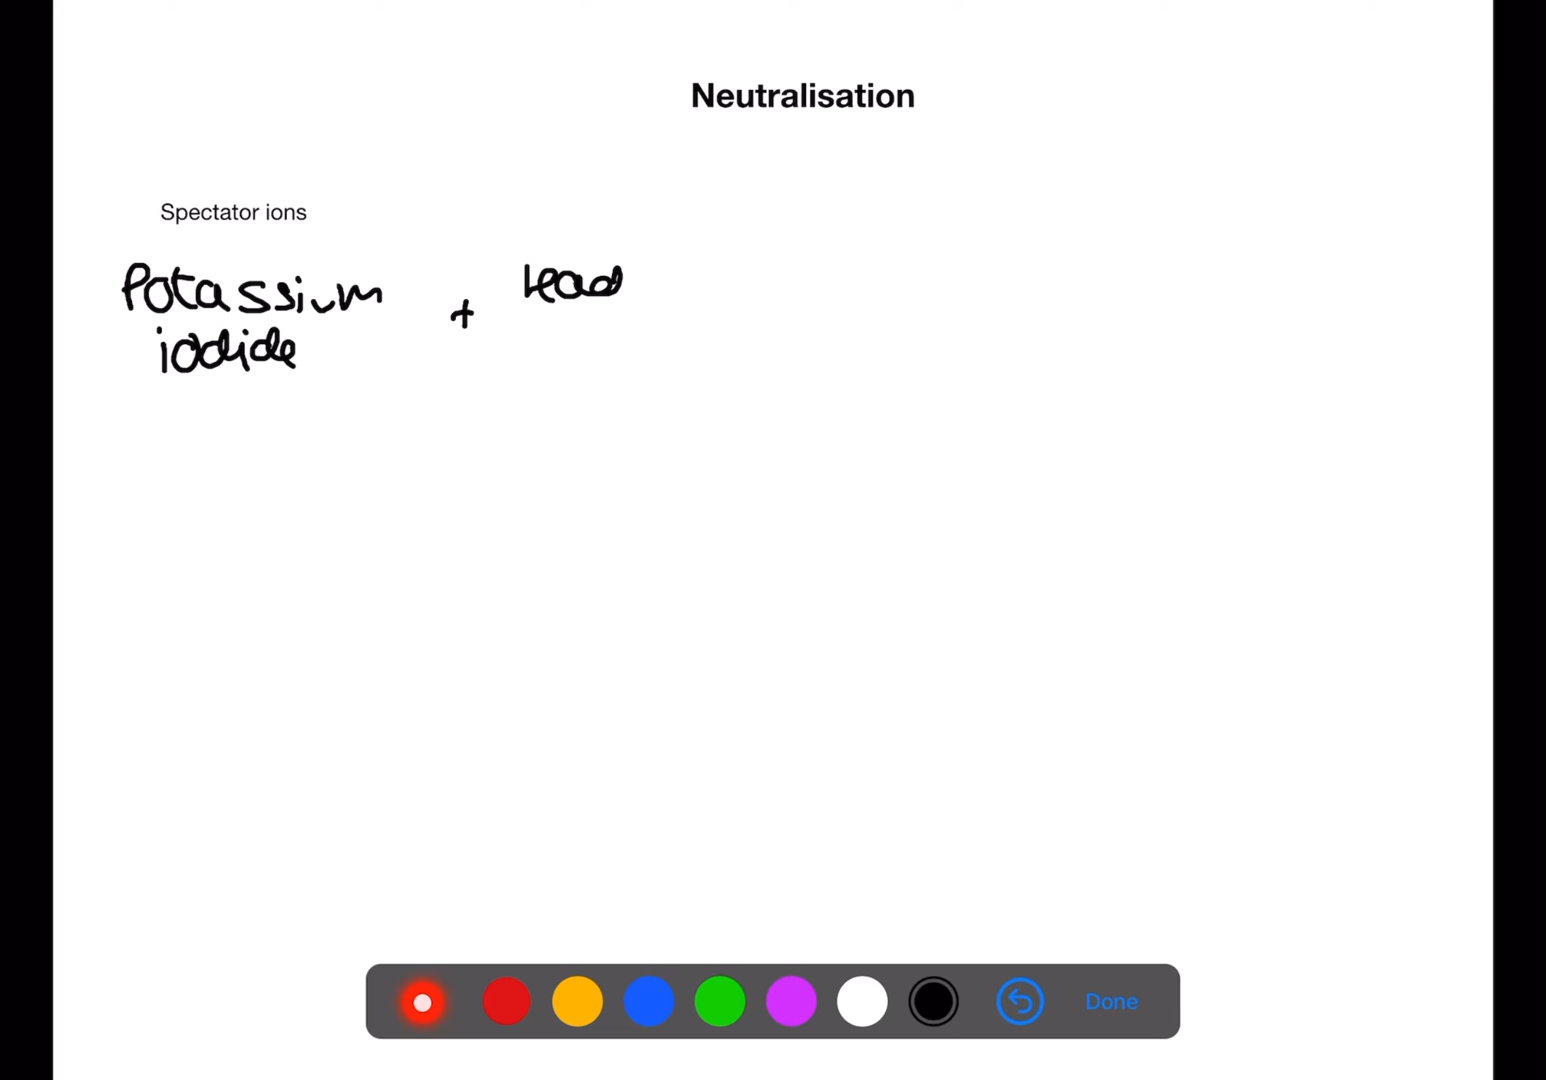 Neutralisation
Spectator ions
Potassium + Lead
iodide
Done